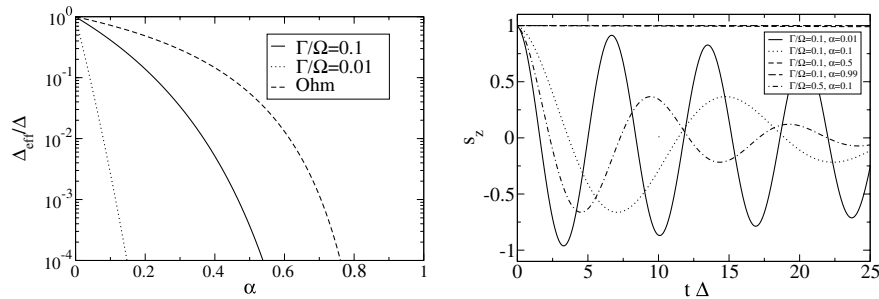 10⁰
10⁻¹
10⁻²
10⁻³
10⁻⁴
Δeff/Δ
Γ/Ω=0.1
Γ/Ω=0.01
Ohm
0 0.2 0.4 0.6 0.8 1
α
1
0.5
0
-0.5
-1
s_z
Γ/Ω=0.1, α=0.01
Γ/Ω=0.1, α=0.1
Γ/Ω=0.1, α=0.5
Γ/Ω=0.1, α=0.99
Γ/Ω=0.5, α=0.1
0 5 10 15 20 25
t Δ